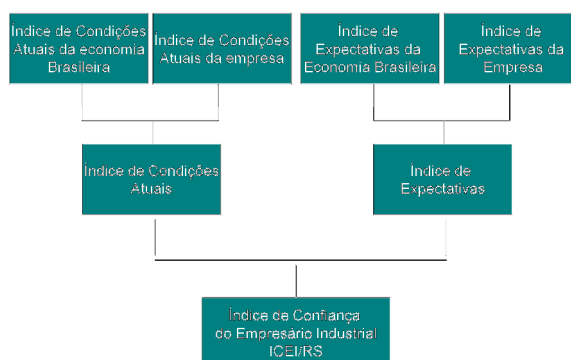 Índice de Condições
Atuais da economia
Brasileira
Índice de Condições
Atuais da empresa
Índice de
Expectativas da
Economia Brasileira
Índice de
Expectativas da
Empresa
Índice de Condições
Atuais
Índice de
Expectativas
Índice de Confiança
do Empresário Industrial
ICEI/RS